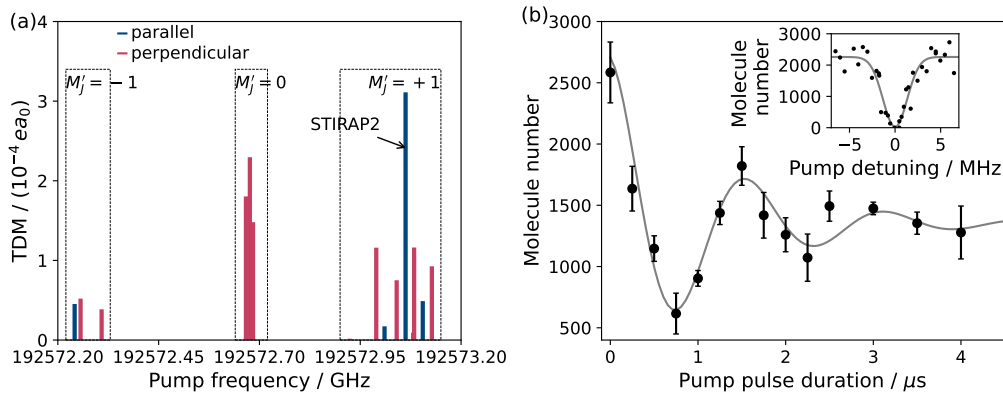 (a)
parallel
perpendicular
M'J = − 1
M'J = 0
M'J = + 1
STIRAP2
TDM / (10−4 ea0)
4
3
2
1
0
192572.20 192572.45 192572.70 192572.95 192573.20
Pump frequency / GHz
(b)
Molecule number
3000
2500
2000
1500
1000
500
0 1 2 3 4
Pump pulse duration / μs
Molecule
number
3000
2000
1000
0
−5 0 5
Pump detuning / MHz